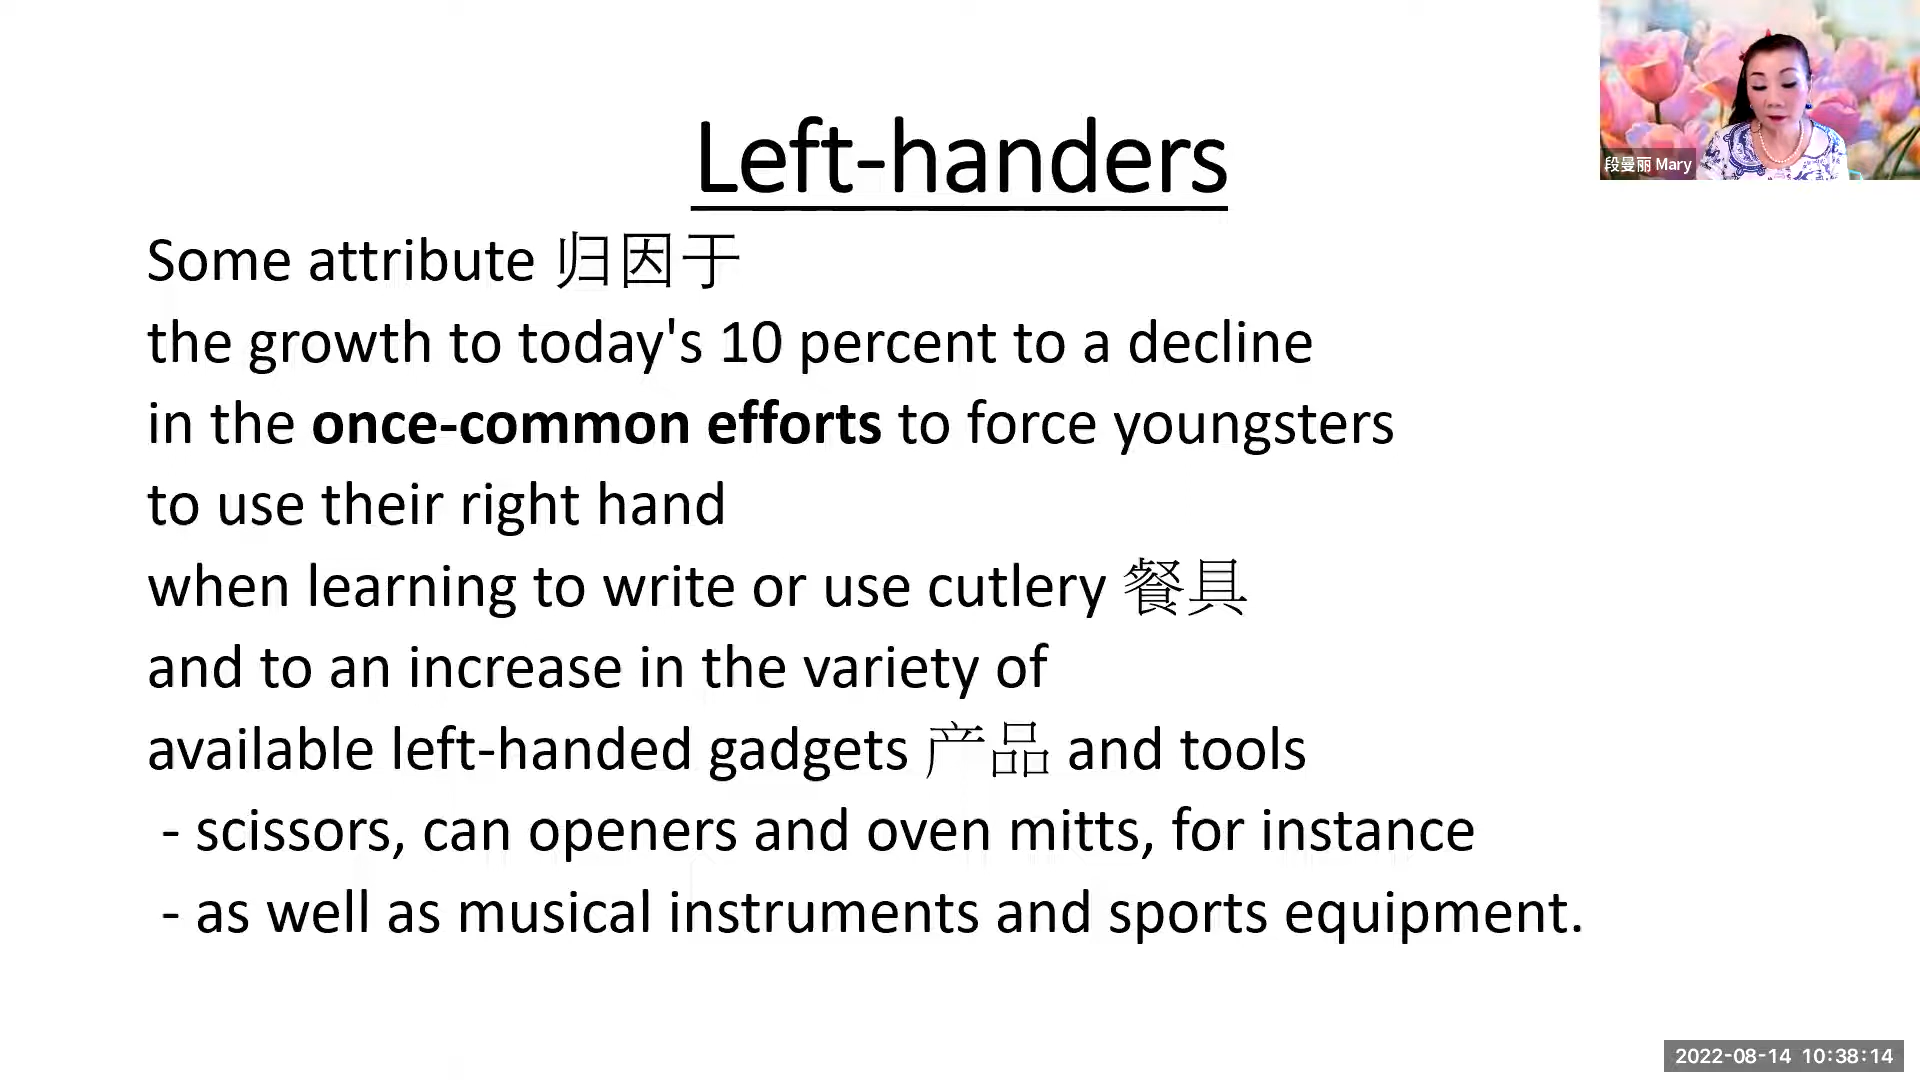 Left-handers
段曼丽 Mary
Some attribute 归因于
the growth to today's 10 percent to a decline
in the once-common efforts to force youngsters
to use their right hand
when learning to write or use cutlery 餐具
and to an increase in the variety of
available left-handed gadgets 产品 and tools
- scissors, can openers and oven mitts, for instance
- as well as musical instruments and sports equipment.
2022-08-14 10:38:14